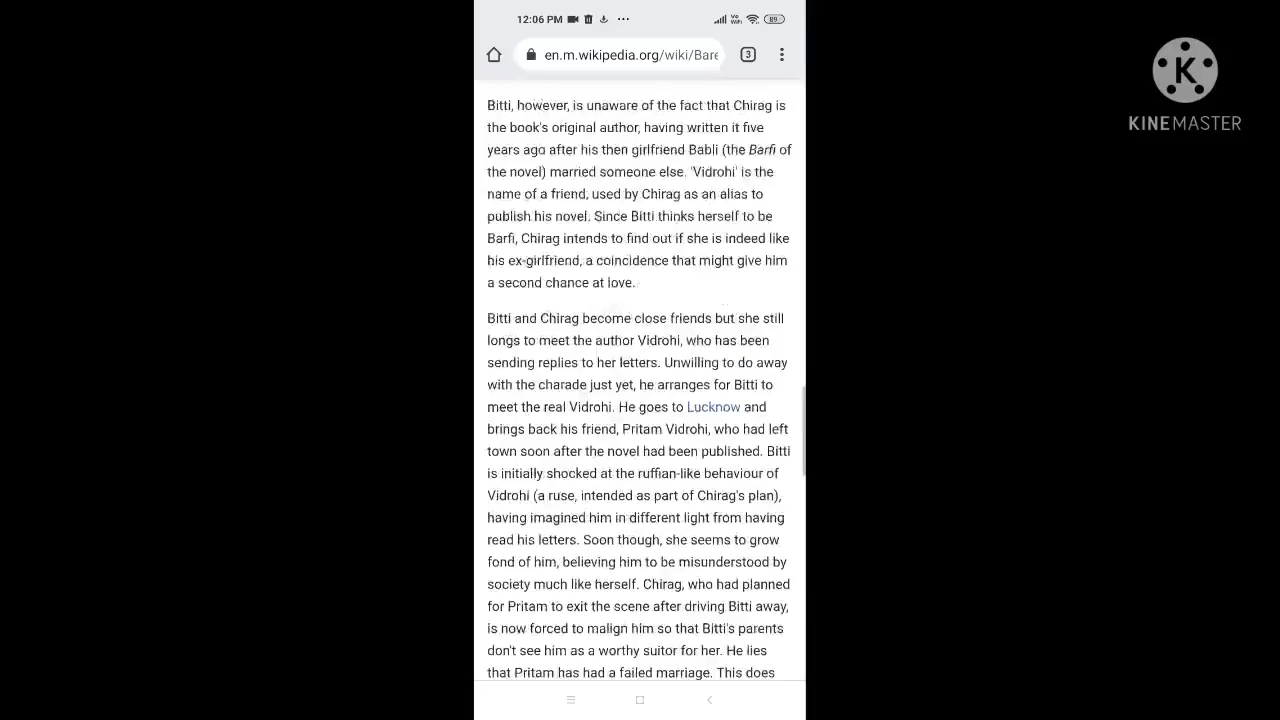 12:06 PM
Vo
WiFi
89
en.m.wikipedia.org/wiki/Bare
3
Bitti, however, is unaware of the fact that Chirag is
the book's original author, having written it five
years ago after his then girlfriend Babli (the Barfi of
the novel) married someone else. 'Vidrohi' is the
name of a friend, used by Chirag as an alias to
publish his novel. Since Bitti thinks herself to be
Barfi, Chirag intends to find out if she is indeed like
his ex-girlfriend, a coincidence that might give him
a second chance at love.
Bitti and Chirag become close friends but she still
longs to meet the author Vidrohi, who has been
sending replies to her letters. Unwilling to do away
with the charade just yet, he arranges for Bitti to
meet the real Vidrohi. He goes to Lucknow and
brings back his friend, Pritam Vidrohi, who had left
town soon after the novel had been published. Bitti
is initially shocked at the ruffian-like behaviour of
Vidrohi (a ruse, intended as part of Chirag's plan),
having imagined him in different light from having
read his letters. Soon though, she seems to grow
fond of him, believing him to be misunderstood by
society much like herself. Chirag, who had planned
for Pritam to exit the scene after driving Bitti away,
is now forced to malign him so that Bitti's parents
don't see him as a worthy suitor for her. He lies
that Pritam has had a failed marriage. This does
K
KINEMASTER